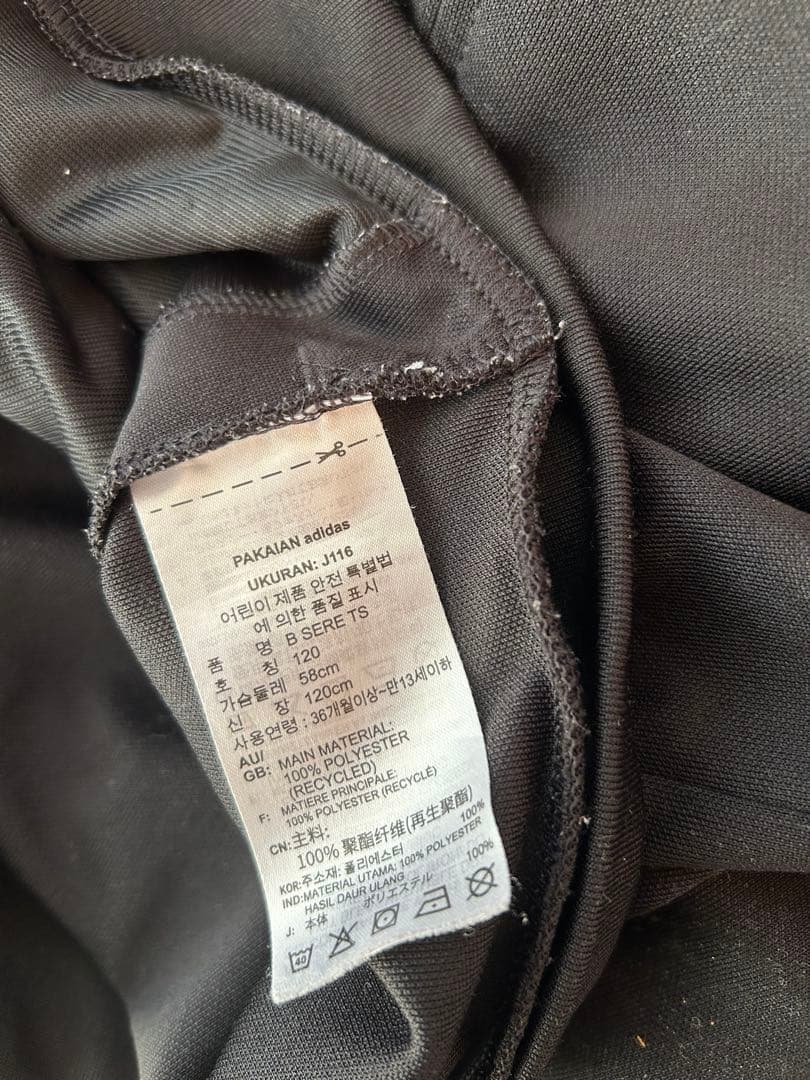 PAKAIAN adidas
UKURAN: J116
어린이 제품 안전 특별법
에 의한 품질 표시
품 명 B SERE TS
호 칭 120
가슴둘레 58cm
신 장 120cm
사용연령 : 36개월이상~만13세이하
AU/
GB: MAIN MATERIAL:
100% POLYESTER
(RECYCLED)
F: MATIERE PRINCIPALE:
100% POLYESTER (RECYCLÉ)
CN:主料:
100% 聚酯纤维(再生聚酯)
KOR:주소재: 폴리에스터 100%
IND:MATERIAL UTAMA: 100% POLYESTER
HASIL DAUR ULANG
J: 本体 ポリエステル 100%
40